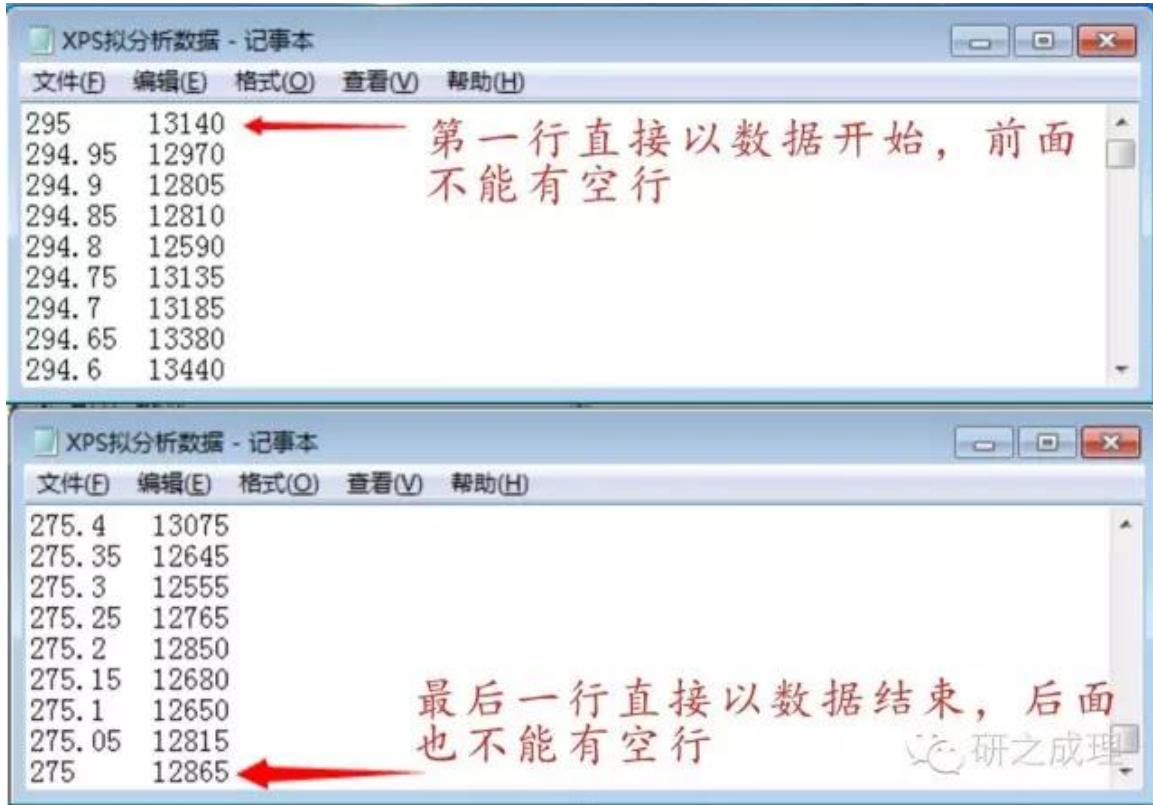 XPS拟分析数据 - 记事本
文件(F) 编辑(E) 格式(O) 查看(V) 帮助(H)
295 13140
294.95 12970
294.9 12805
294.85 12810
294.8 12590
294.75 13135
294.7 13185
294.65 13380
294.6 13440
第一行直接以数据开始，前面
不能有空行
XPS拟分析数据 - 记事本
文件(F) 编辑(E) 格式(O) 查看(V) 帮助(H)
275.4 13075
275.35 12645
275.3 12555
275.25 12765
275.2 12850
275.15 12680
275.1 12650
275.05 12815
275 12865
最后一行直接以数据结束，后面
也不能有空行
研之成理